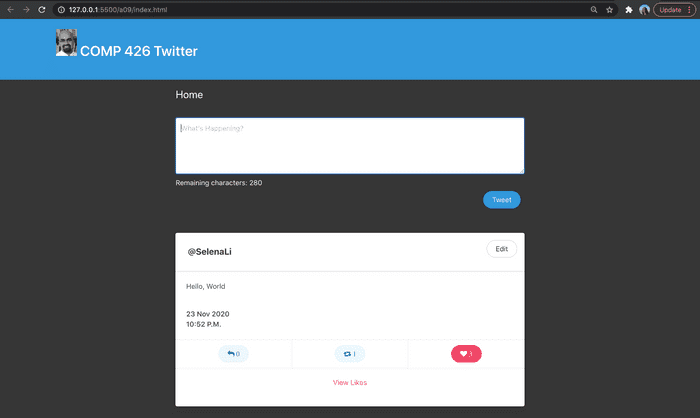 127.0.0.1:5500/a09/index.html
Update
COMP 426 Twitter
Home
What's Happening?
Remaining characters: 280
Tweet
@SelenaLi
Edit
Hello, World
23 Nov 2020
10:52 P.M.
0
1
3
View Likes